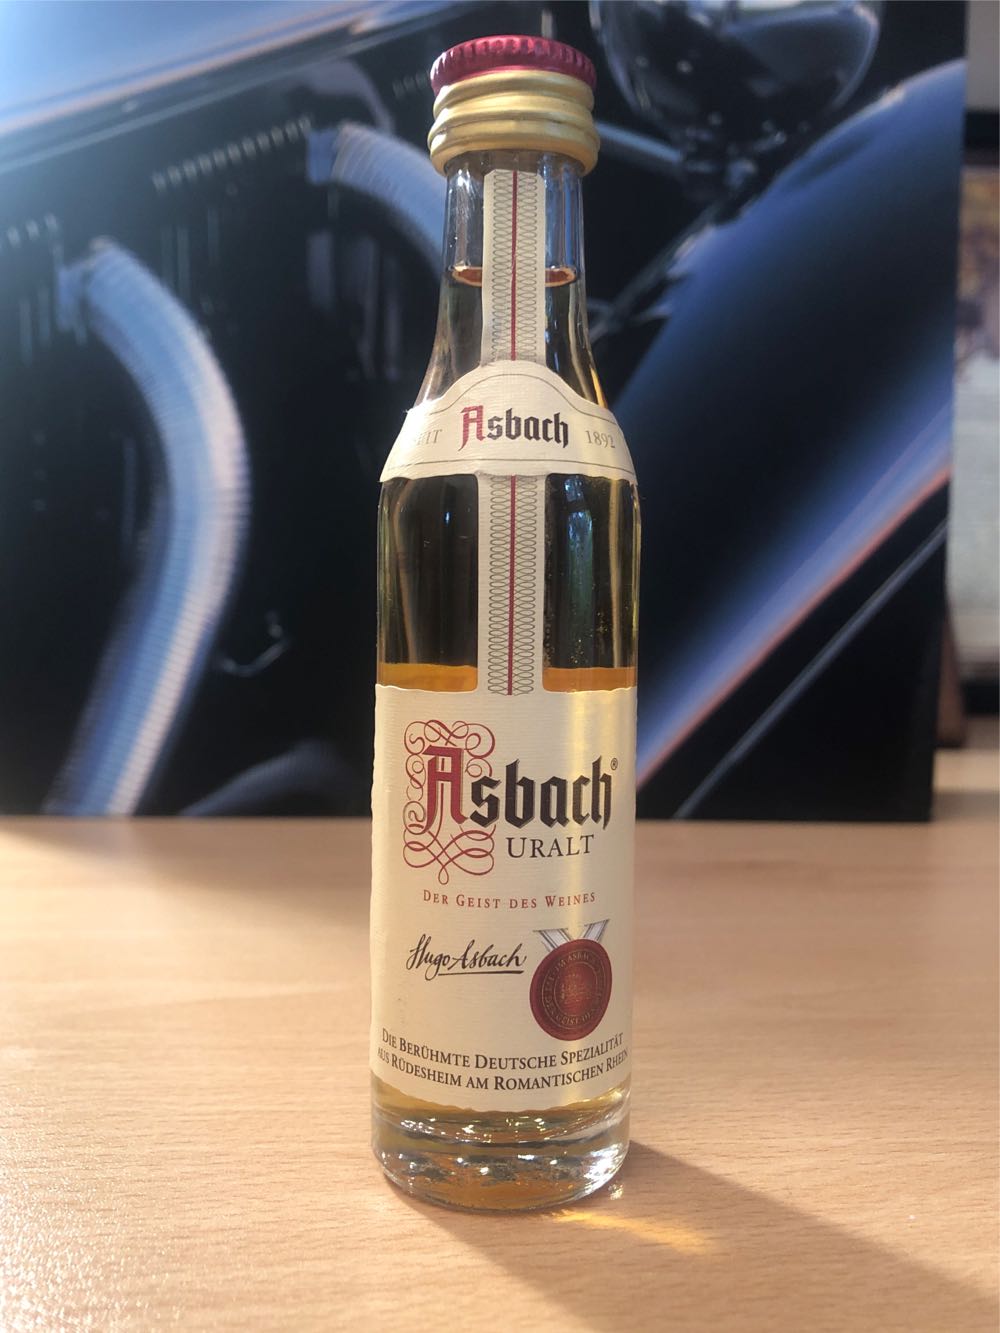 Asbach 1892
Asbach®
URALT
DER GEIST DES WEINES
Hugo Asbach
DIE BERÜHMTE DEUTSCHE SPEZIALITÄT
AUS RÜDESHEIM AM ROMANTISCHEN RHEIN